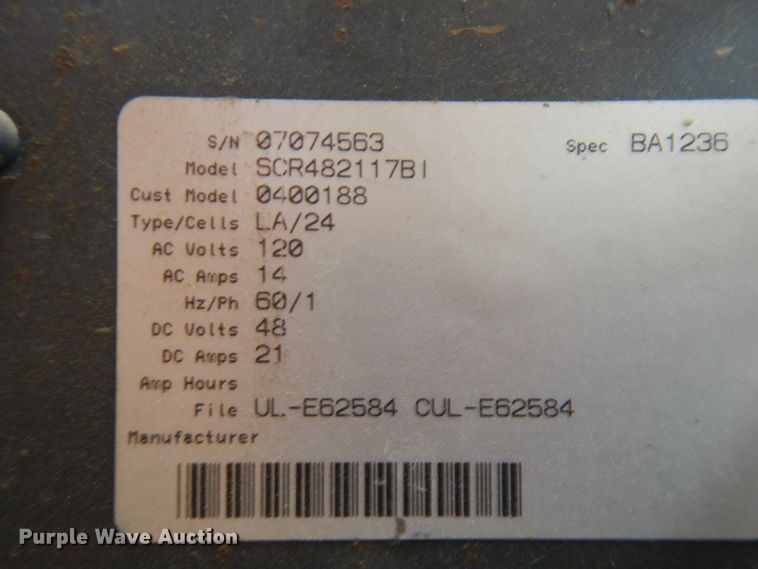 S/N 07074563 Spec BA1236
Model SCR482117BI
Cust Model 0400188
Type/Cells LA/24
AC Volts 120
AC Amps 14
Hz/Ph 60/1
DC Volts 48
DC Amps 21
Amp Hours
File UL-E62584 CUL-E62584
Manufacturer
Purple Wave Auction